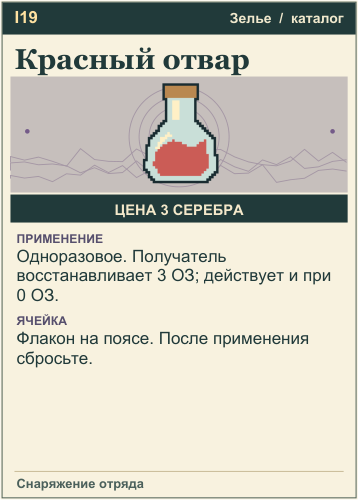 I19
Зелье / каталог
Красный отвар
ЦЕНА 3 СЕРЕБРА
ПРИМЕНЕНИЕ
Одноразовое. Получатель
восстанавливает 3 ОЗ; действует и при
0 ОЗ.
ЯЧЕЙКА
Флакон на поясе. После применения
сбросьте.
Снаряжение отряда